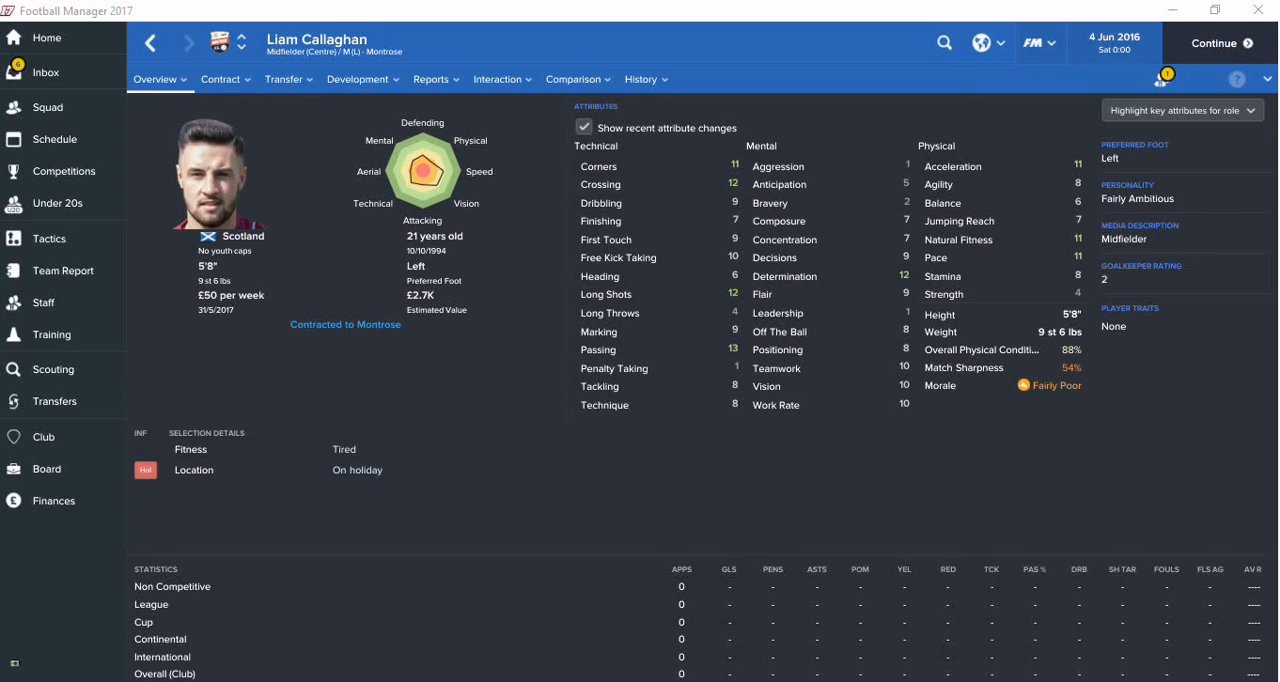 Football Manager 2017
Home
6
Inbox
Squad
Schedule
Competitions
U20
Under 20s
Tactics
Team Report
Staff
Training
Scouting
Transfers
Club
Board
Finances
Liam Callaghan
Midfielder (Centre) / M (L) - Montrose
FM
4 Jun 2016
Sat 0:00
Continue
Overview Contract Transfer Development Reports Interaction Comparison History
1
?
Defending
Mental Physical
Aerial Speed
Technical Vision
Attacking
Scotland
No youth caps
5'8"
9 st 6 lbs
£50 per week
31/5/2017
21 years old
10/10/1994
Left
Preferred Foot
£2.7K
Estimated Value
Contracted to Montrose
ATTRIBUTES
Show recent attribute changes
Technical
Corners 11
Crossing 12
Dribbling 9
Finishing 7
First Touch 9
Free Kick Taking 10
Heading 6
Long Shots 12
Long Throws 4
Marking 9
Passing 13
Penalty Taking 1
Tackling 8
Technique 8
Mental
Aggression 1
Anticipation 5
Bravery 2
Composure 7
Concentration 7
Decisions 9
Determination 12
Flair 9
Leadership 1
Off The Ball 8
Positioning 8
Teamwork 10
Vision 10
Work Rate 10
Physical
Acceleration 11
Agility 8
Balance 6
Jumping Reach 7
Natural Fitness 11
Pace 11
Stamina 8
Strength 4
Height 5'8"
Weight 9 st 6 lbs
Overall Physical Conditi... 88%
Match Sharpness 54%
Morale Fairly Poor
Highlight key attributes for role
PREFERRED FOOT
Left
PERSONALITY
Fairly Ambitious
MEDIA DESCRIPTION
Midfielder
GOALKEEPER RATING
2
PLAYER TRAITS
None
INF SELECTION DETAILS
Fitness Tired
Hol Location On holiday
STATISTICS APPS GLS PENS ASTS POM YEL RED TCK PAS % DRB SH TAR FOULS FLS AG AV R
Non Competitive 0 - - - - - - - - - - - - ----
League 0 - - - - - - - - - - - - ----
Cup 0 - - - - - - - - - - - - ----
Continental 0 - - - - - - - - - - - - ----
International 0 - - - - - - - - - - - - ----
Overall (Club) 0 - - - - - - - - - - - - ----